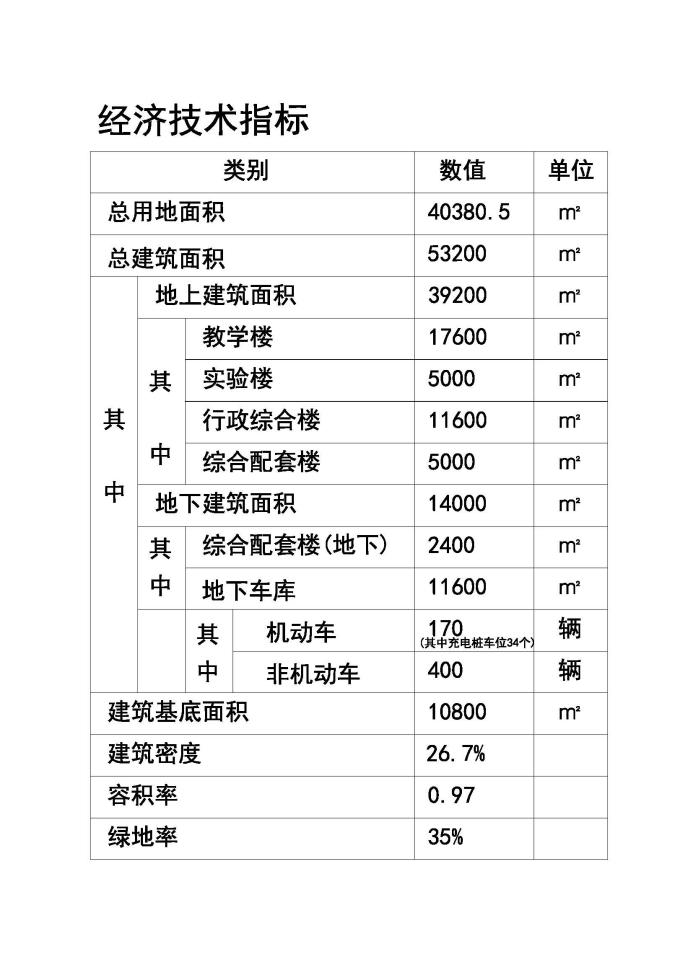 经济技术指标
类别 数值 单位
总用地面积 40380.5 ㎡
总建筑面积 53200 ㎡
地上建筑面积 39200 ㎡
教学楼 17600 ㎡
其 实验楼 5000 ㎡
其 行政综合楼 11600 ㎡
中 综合配套楼 5000 ㎡
中 地下建筑面积 14000 ㎡
其 综合配套楼(地下) 2400 ㎡
中 地下车库 11600 ㎡
其 机动车 170 辆
(其中充电桩车位34个)
中 非机动车 400 辆
建筑基底面积 10800 ㎡
建筑密度 26.7%
容积率 0.97
绿地率 35%